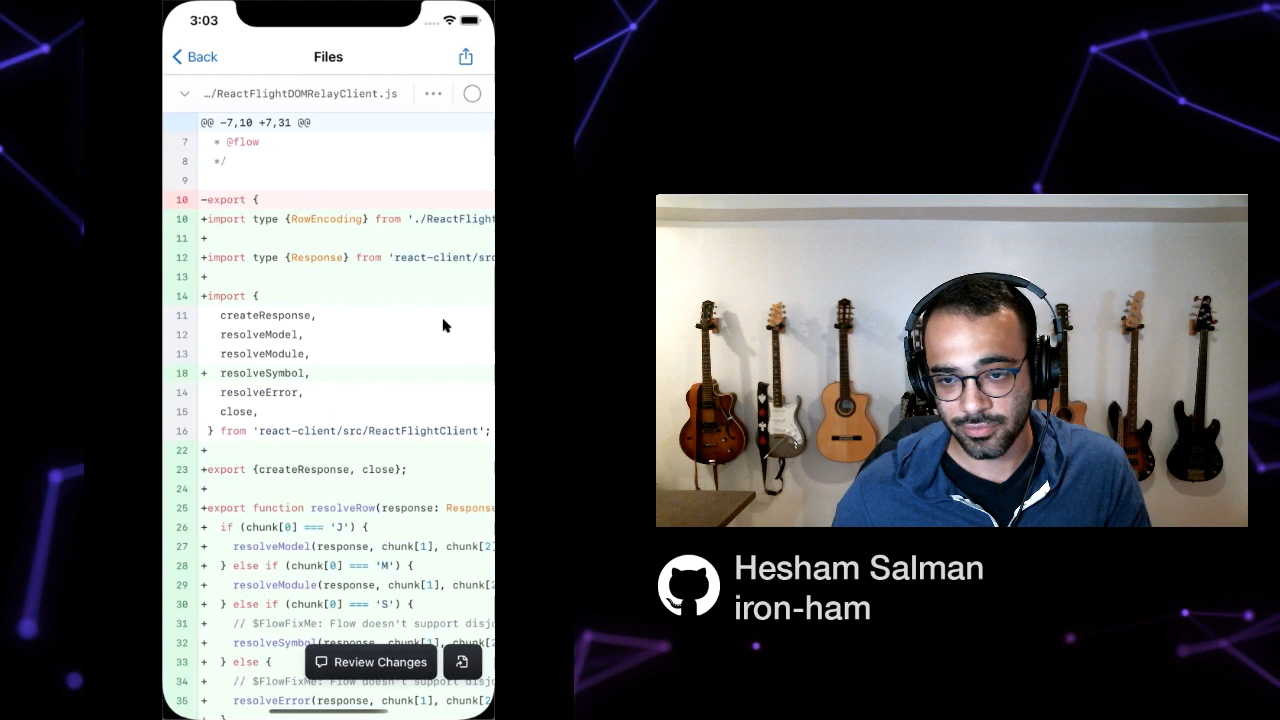 3:03
Back
Files
…/ReactFlightDOMRelayClient.js
@@ -7,10 +7,31 @@
7 * @flow
8 */
9
10 -export {
10 +import type {RowEncoding} from './ReactFlight
11 +
12 +import type {Response} from 'react-client/src
13 +
14 +import {
11 createResponse,
12 resolveModel,
13 resolveModule,
18 + resolveSymbol,
14 resolveError,
15 close,
16 } from 'react-client/src/ReactFlightClient';
22 +
23 +export {createResponse, close};
24 +
25 +export function resolveRow(response: Response
26 + if (chunk[0] === 'J') {
27 + resolveModel(response, chunk[1], chunk[2]
28 + } else if (chunk[0] === 'M') {
29 + resolveModule(response, chunk[1], chunk[2
30 + } else if (chunk[0] === 'S') {
31 + // $FlowFixMe: Flow doesn't support disjo
32 + resolveSymbol(response, chunk[1], chunk[2
33 + } else {
34 + // $FlowFixMe: Flow doesn't support disjo
35 + resolveError(response, chunk[1], chunk[2
+ }
Review Changes
Hesham Salman
iron-ham